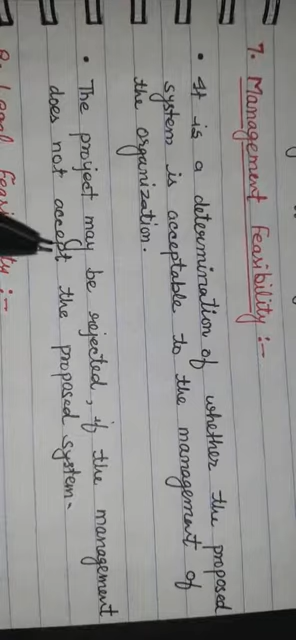 7. Management Feasibility :-
• It is a determination of whether the proposed
system is acceptable to the management of
the organization.
• The project may be rejected, if the management
does not accept the proposed system.
8. Legal Feasibility :-